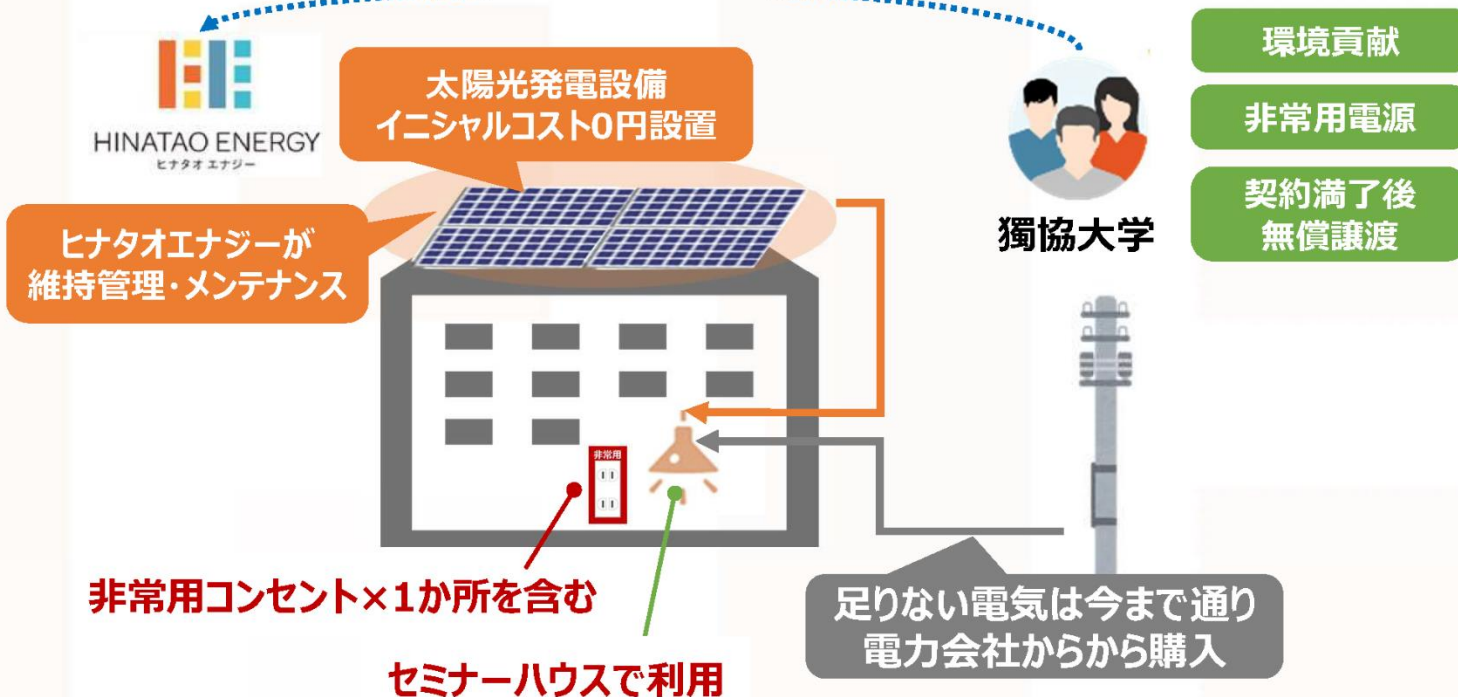 HINATAO ENERGY
ヒナタオ エナジー
太陽光発電設備
イニシャルコスト0円設置
ヒナタオエナジーが
維持管理・メンテナンス
獨協大学
環境貢献
非常用電源
契約満了後
無償譲渡
非常用
非常用コンセント×1か所を含む
セミナーハウスで利用
足りない電気は今まで通り
電力会社からから購入